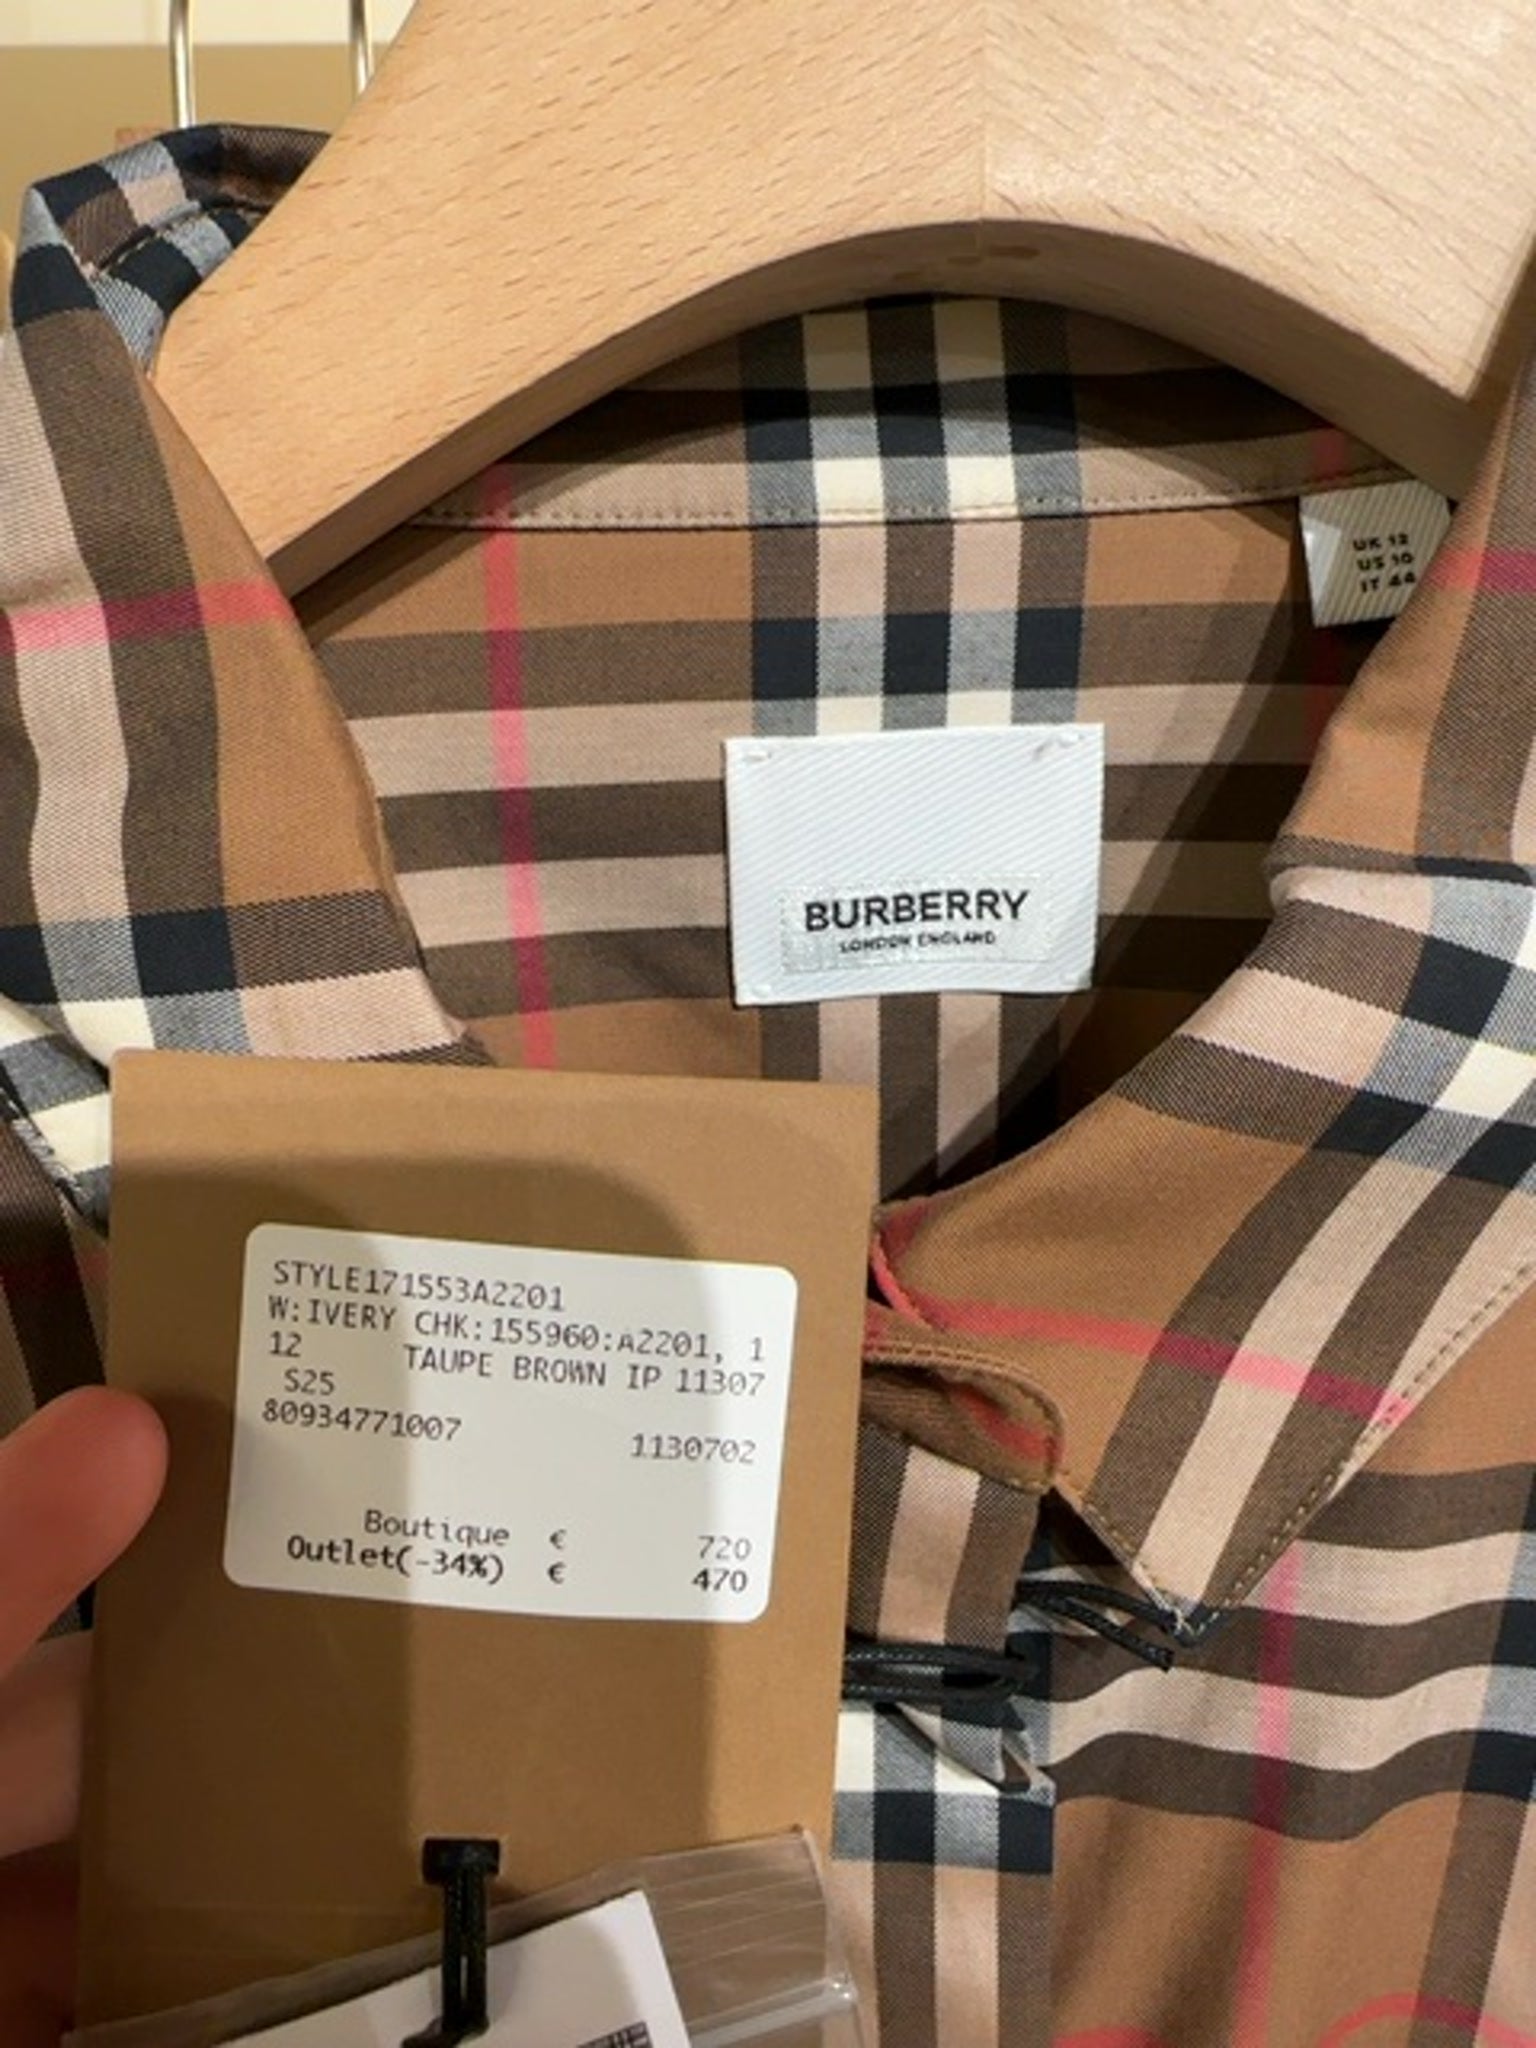 UK 12
US 10
IT 44
BURBERRY
LONDON ENGLAND
STYLE171553A2201
W:IVERY CHK:155960:A2201, 1
12 TAUPE BROWN IP 11307
S25
80934771007
1130702
Boutique € 720
Outlet(-34%) € 470